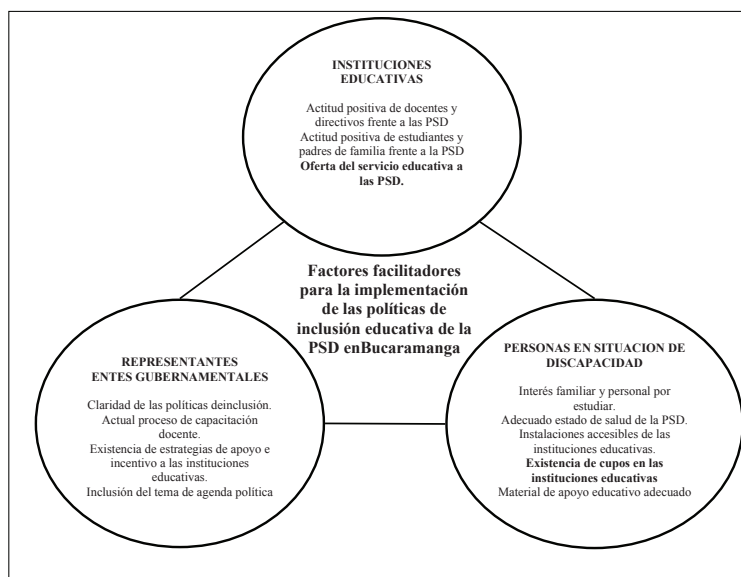 INSTITUCIONES
EDUCATIVAS
Actitud positiva de docentes y
directivos frente a las PSD
Actitud positiva de estudiantes y
padres de familia frente a la PSD
Oferta del servicio educativa a
las PSD.
Factores facilitadores
para la implementación
de las políticas de
inclusión educativa de la
PSD enBucaramanga
REPRESENTANTES
ENTES GUBERNAMENTALES
Claridad de las políticas deinclusión.
Actual proceso de capacitación
docente.
Existencia de estrategias de apoyo e
incentivo a las instituciones
educativas.
Inclusión del tema de agenda política
PERSONAS EN SITUACION DE
DISCAPACIDAD
Interés familiar y personal por
estudiar.
Adecuado estado de salud de la PSD.
Instalaciones accesibles de las
instituciones educativas.
Existencia de cupos en las
instituciones educativas
Material de apoyo educativo adecuado